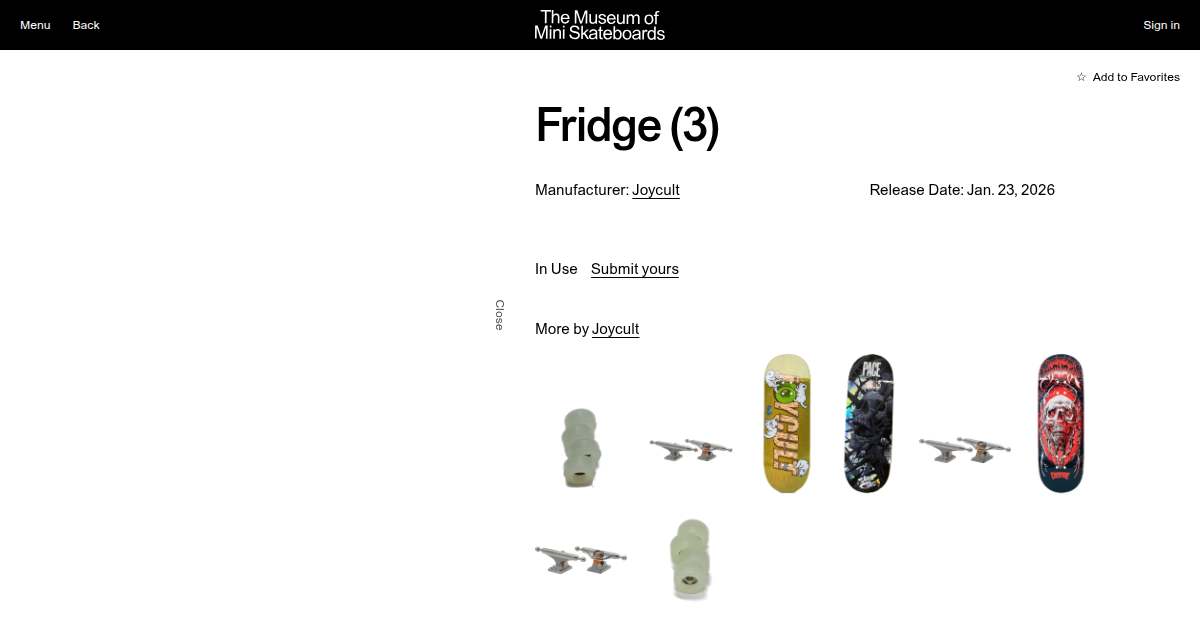 Menu
Back
The Museum of
Mini Skateboards
Sign in
☆ Add to Favorites
Fridge (3)
Manufacturer: Joycult
Release Date: Jan. 23, 2026
In Use
Submit yours
Close
More by Joycult
PACE